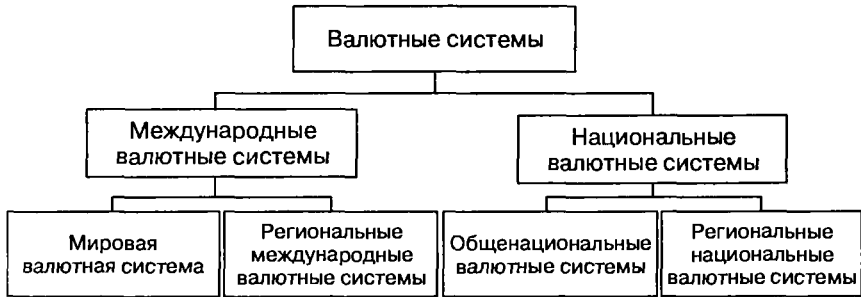 Валютные системы
Международные
валютные системы
Национальные
валютные системы
Мировая
валютная система
Региональные
международные
валютные системы
Общенациональные
валютные системы
Региональные
национальные
валютные системы